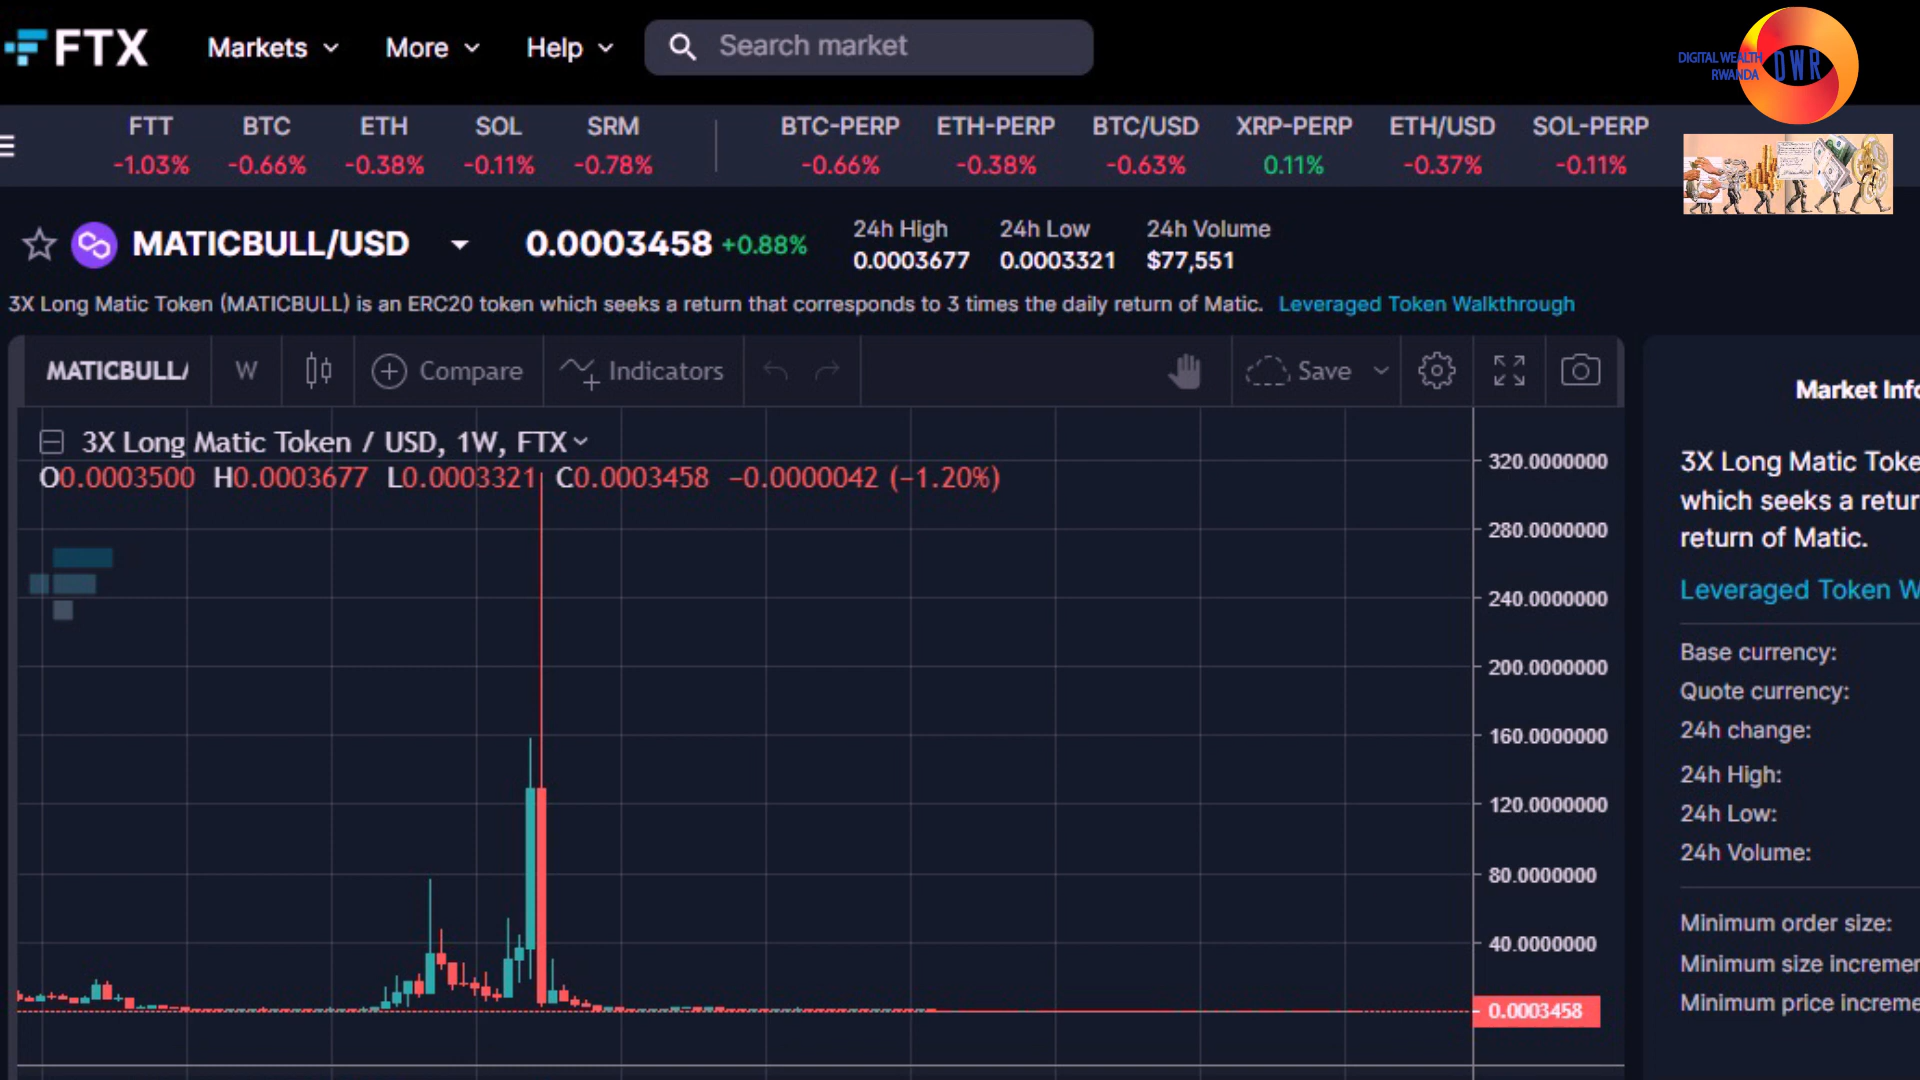 FTX Markets More Help Search market
DIGITAL WEALTH
RWANDA
DWR
FTT BTC ETH SOL SRM BTC-PERP ETH-PERP BTC/USD XRP-PERP ETH/USD SOL-PERP
-1.03% -0.66% -0.38% -0.11% -0.78% -0.66% -0.38% -0.63% 0.11% -0.37% -0.11%
MATICBULL/USD 0.0003458 +0.88%
24h High 24h Low 24h Volume
0.0003677 0.0003321 $77,551
3X Long Matic Token (MATICBULL) is an ERC20 token which seeks a return that corresponds to 3 times the daily return of Matic. Leveraged Token Walkthrough
MATICBULL/ W Compare Indicators Save
3X Long Matic Token / USD, 1W, FTX
O0.0003500 H0.0003677 L0.0003321 C0.0003458 −0.0000042 (−1.20%)
320.0000000
280.0000000
240.0000000
200.0000000
160.0000000
120.0000000
80.0000000
40.0000000
0.0003458
Market Info
3X Long Matic Toke
which seeks a retur
return of Matic.
Leveraged Token W
Base currency:
Quote currency:
24h change:
24h High:
24h Low:
24h Volume:
Minimum order size:
Minimum size incremen
Minimum price increme